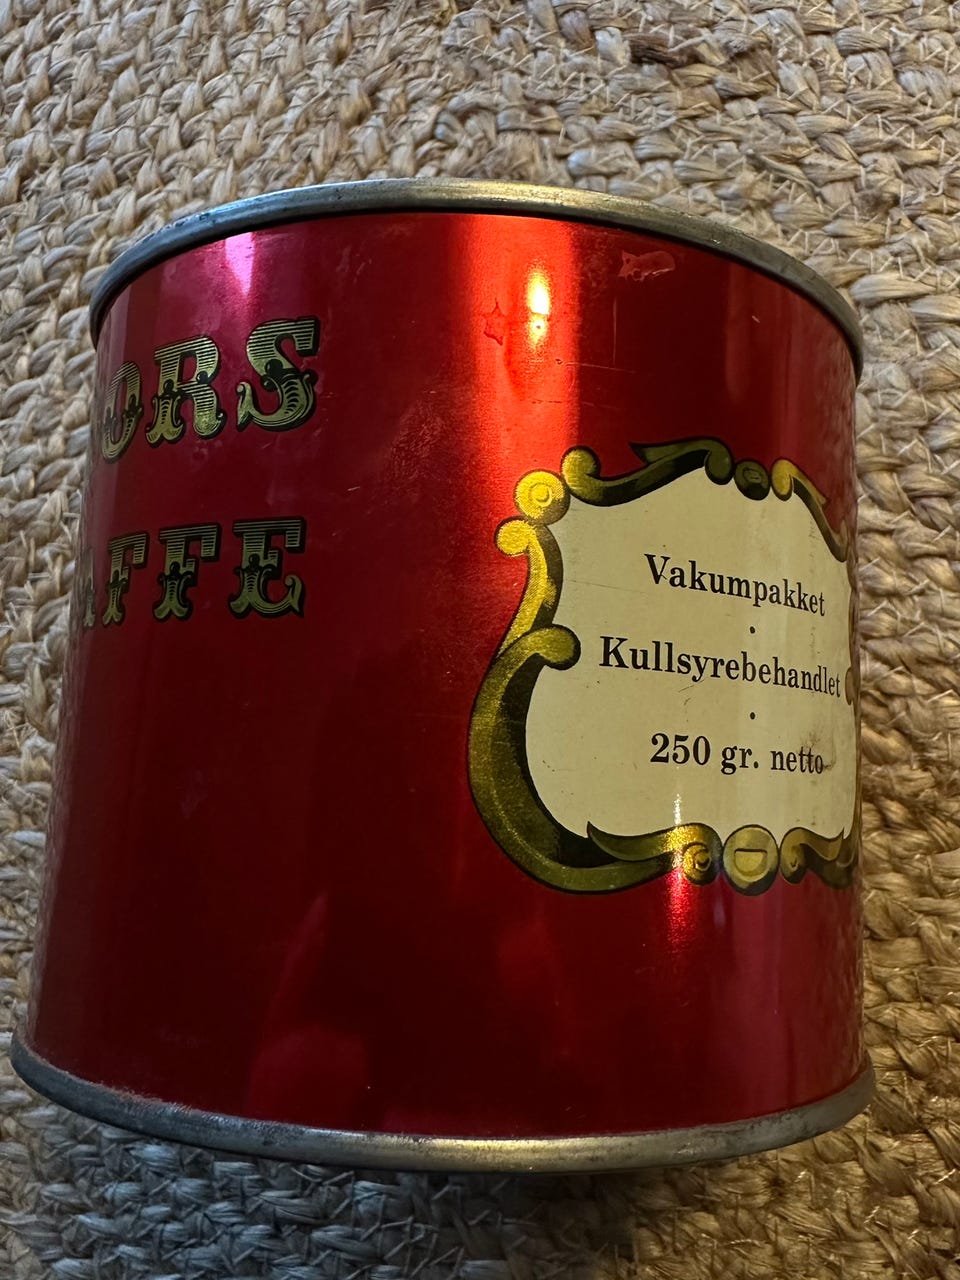 ORS
AFFE
Vakumpakket
·
Kullsyrebehandlet
·
250 gr. netto